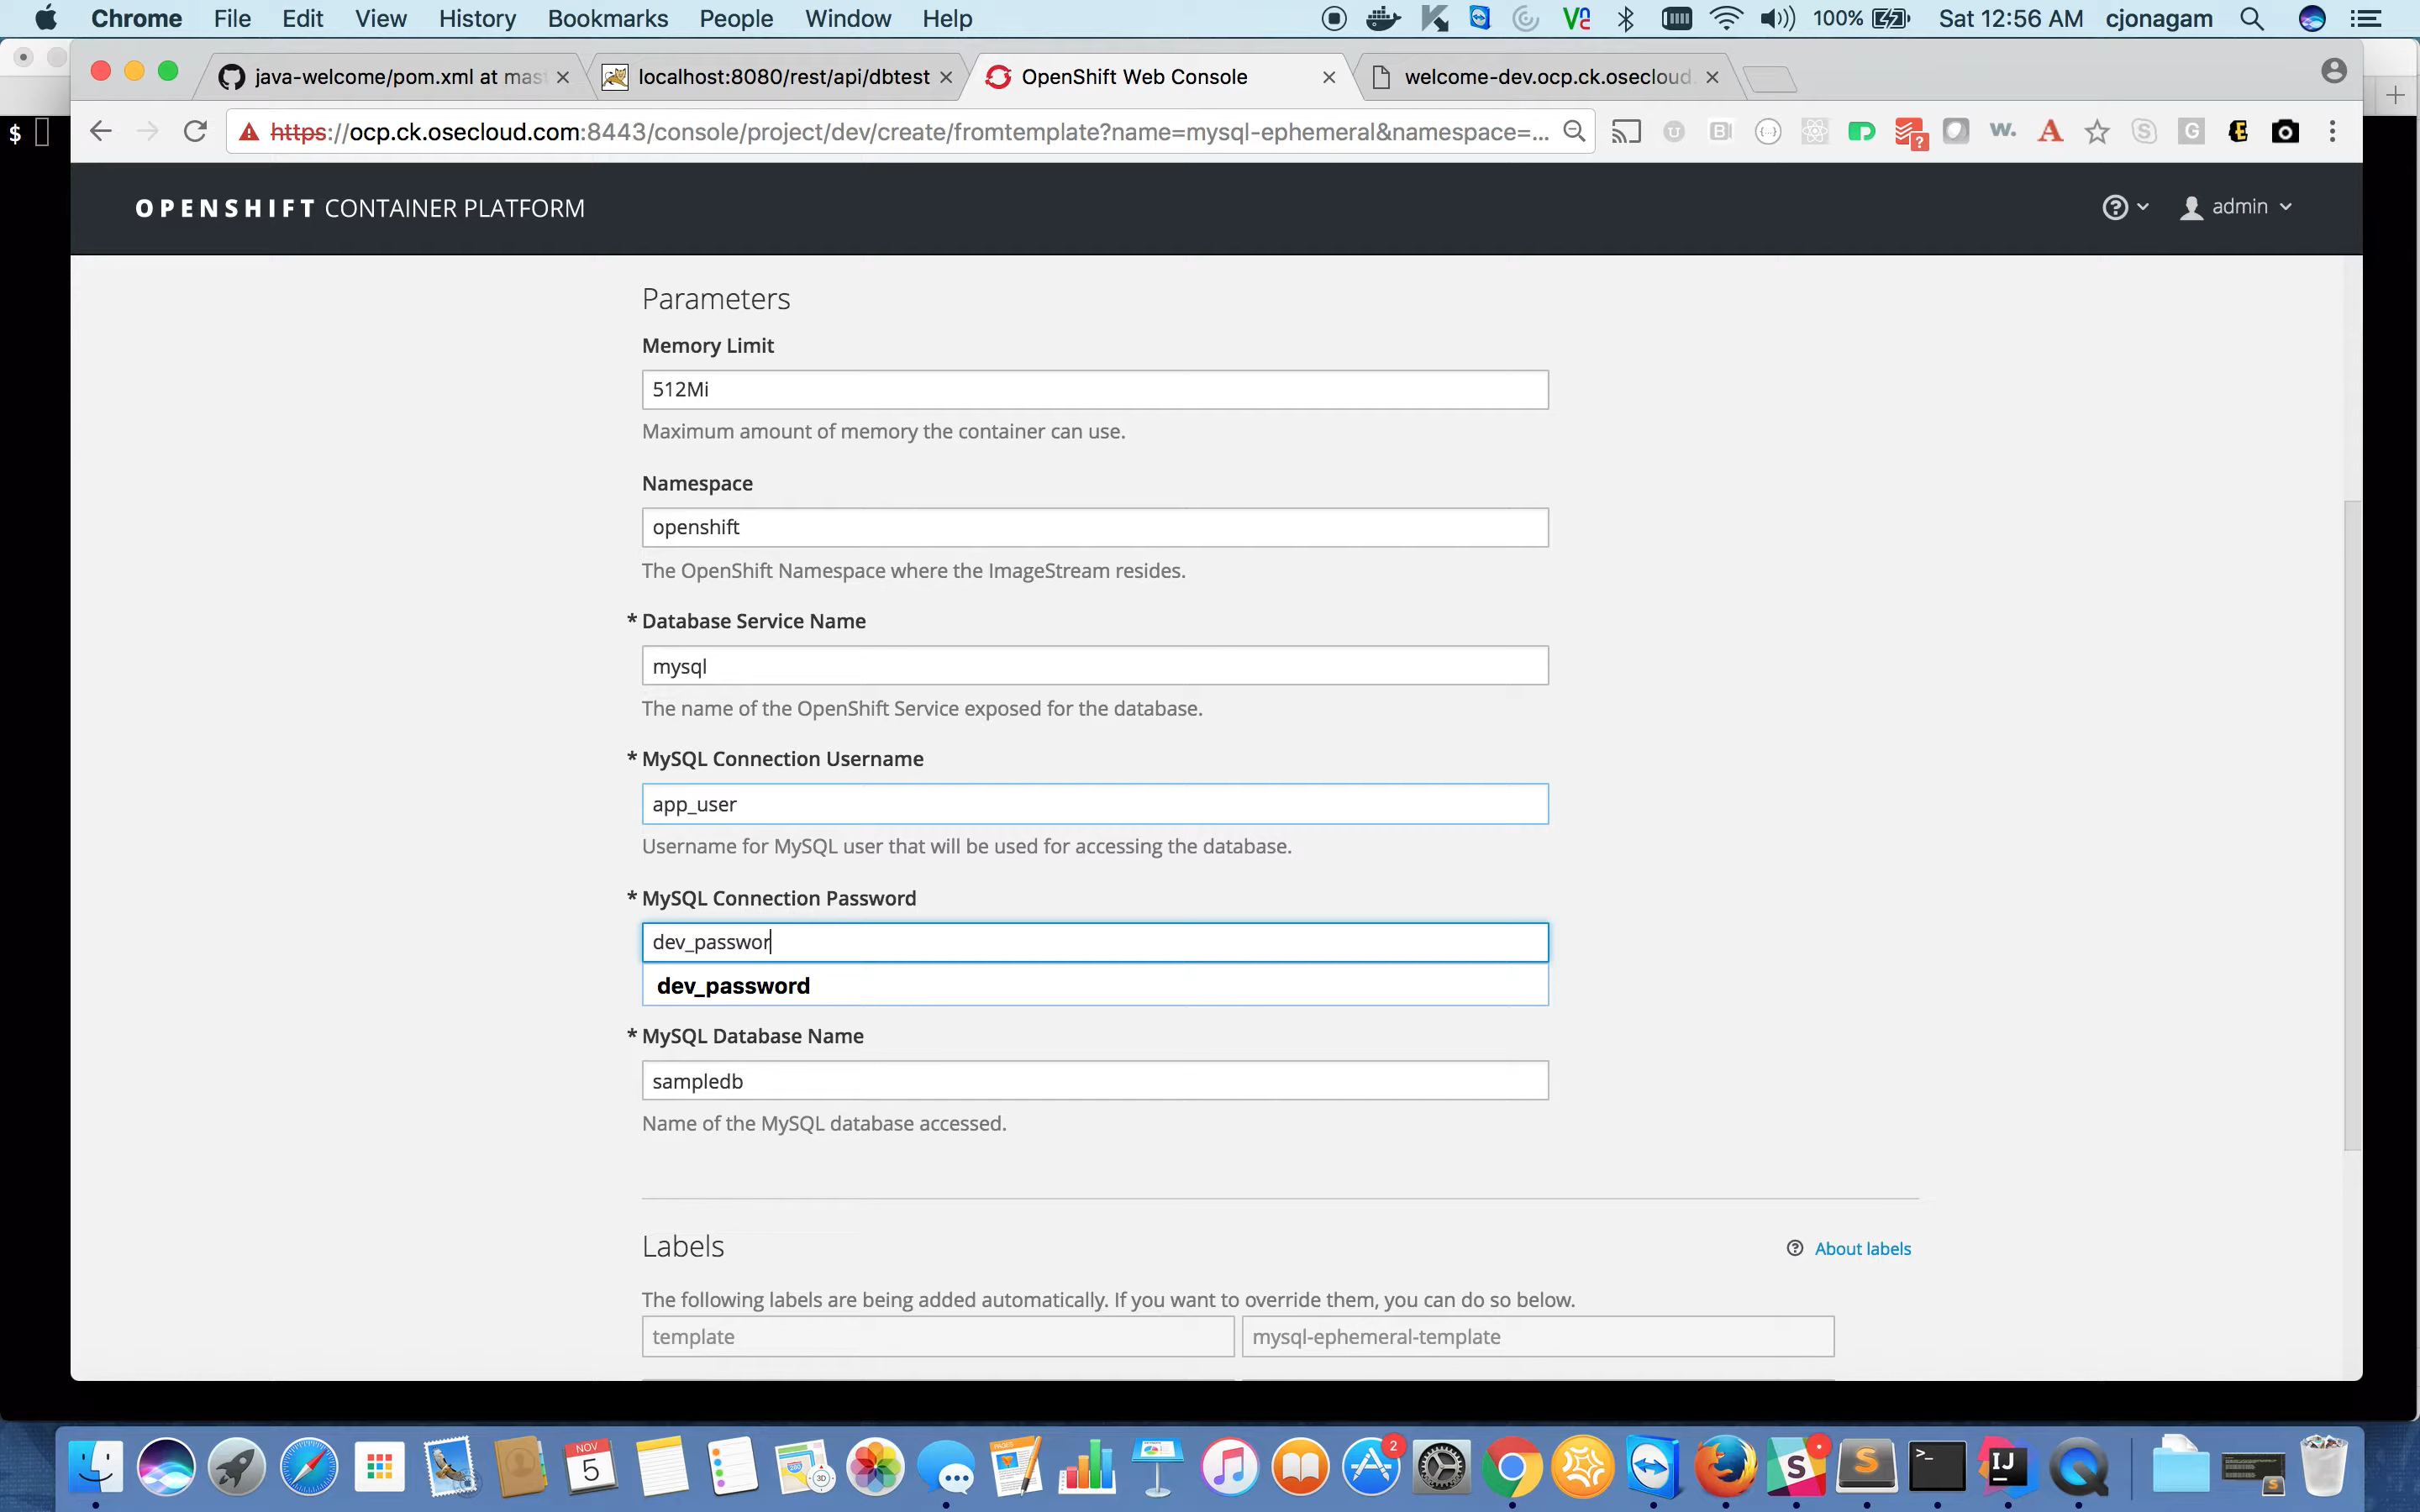 Chrome File Edit View History Bookmarks People Window Help 100% Sat 12:56 AM cjonagam
java-welcome/pom.xml at mast localhost:8080/rest/api/dbtest OpenShift Web Console welcome-dev.ocp.ck.osecloud.
$ https://ocp.ck.osecloud.com:8443/console/project/dev/create/fromtemplate?name=mysql-ephemeral&namespace=...
OPENSHIFT CONTAINER PLATFORM admin
Parameters
Memory Limit
512Mi
Maximum amount of memory the container can use.
Namespace
openshift
The OpenShift Namespace where the ImageStream resides.
* Database Service Name
mysql
The name of the OpenShift Service exposed for the database.
* MySQL Connection Username
app_user
Username for MySQL user that will be used for accessing the database.
* MySQL Connection Password
dev_passwor
dev_password
* MySQL Database Name
sampledb
Name of the MySQL database accessed.
Labels
About labels
The following labels are being added automatically. If you want to override them, you can do so below.
template mysql-ephemeral-template
NOV
5
PAGES
2
IJ